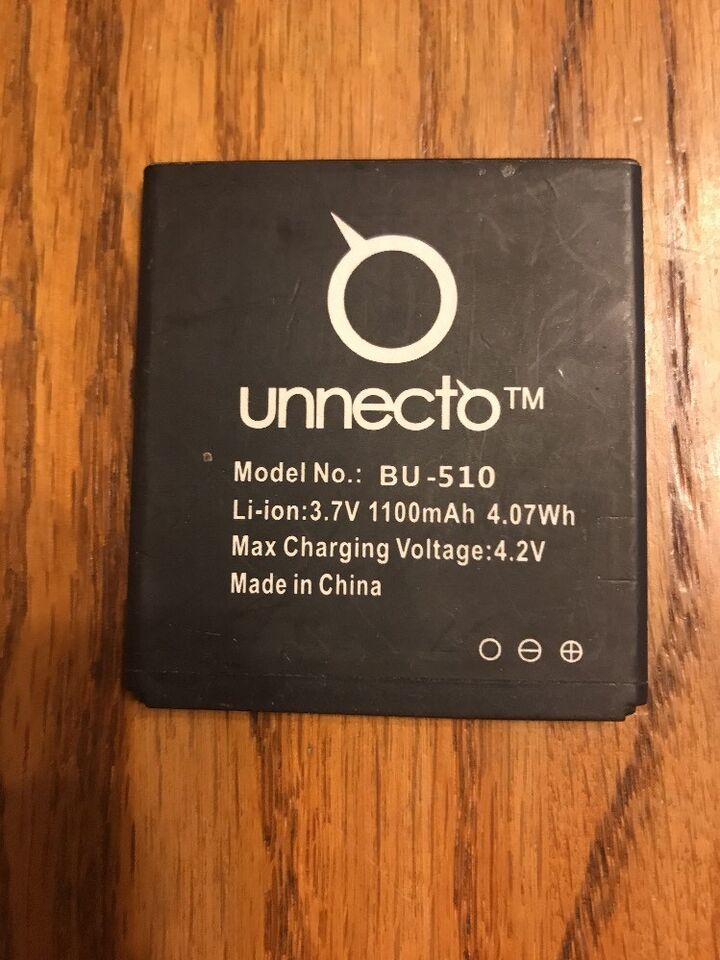 unnecto™
Model No.: BU-510
Li-ion:3.7V 1100mAh 4.07Wh
Max Charging Voltage:4.2V
Made in China